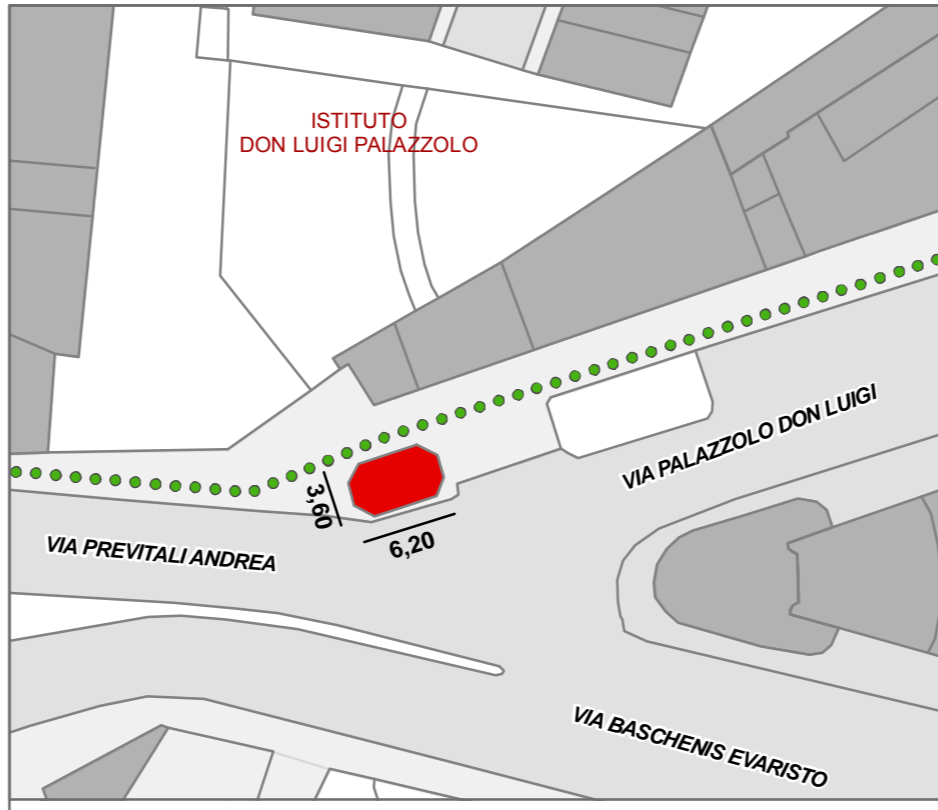 ISTITUTO
DON LUIGI PALAZZOLO
VIA PALAZZOLO DON LUIGI
3,60
6,20
VIA PREVITALI ANDREA
VIA BASCHENIS EVARISTO